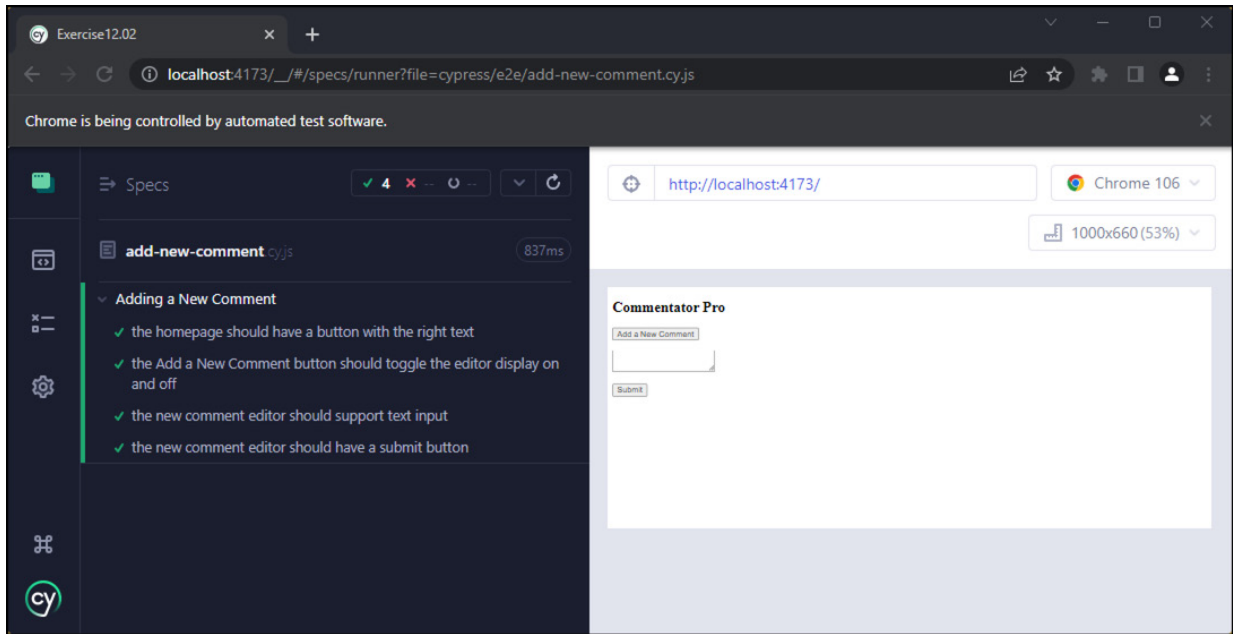 cy Exercise12.02
localhost:4173/__/#/specs/runner?file=cypress/e2e/add-new-comment.cy.js
Chrome is being controlled by automated test software.
Specs
4 -- --
http://localhost:4173/
Chrome 106
1000x660 (53%)
add-new-comment.cy.js 837ms
Adding a New Comment
the homepage should have a button with the right text
the Add a New Comment button should toggle the editor display on
and off
the new comment editor should support text input
the new comment editor should have a submit button
Commentator Pro
Add a New Comment
Submit
cy